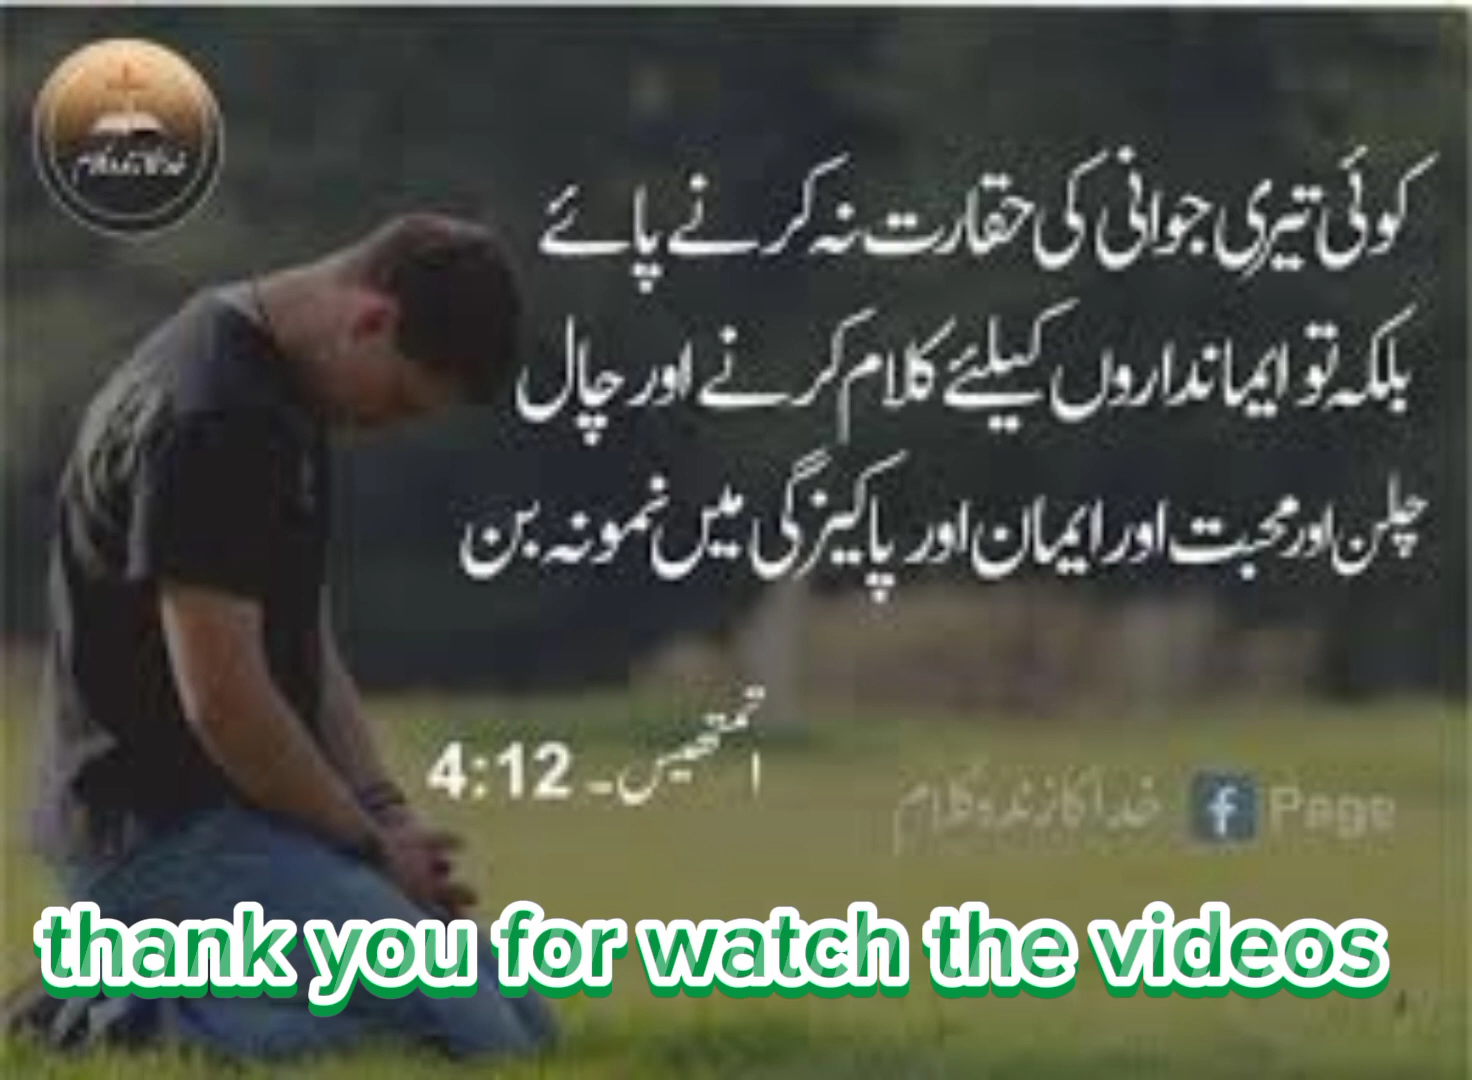 کوئی تیری جوانی کی حقارت نہ کرنے پائے
بلکہ تو ایمانداروں کیلئے کلام کرنے اور چال
چلن اور محبت اور ایمان اور پاکیزگی میں نمونہ بن
۱تمتھیس۔ 4:12
خدا کا زندہ کلام f Page
thank you for watch the videos